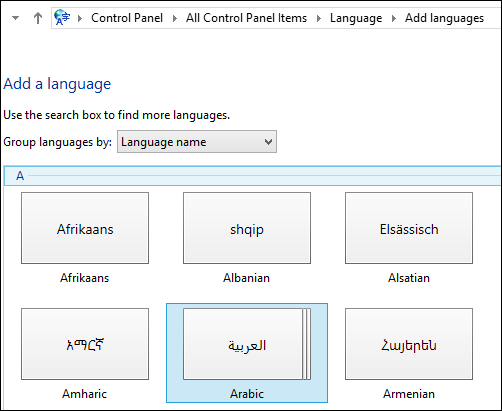 Control Panel All Control Panel Items Language Add languages
Add a language
Use the search box to find more languages.
Group languages by: Language name
A
Afrikaans shqip Elsässisch
Afrikaans Albanian Alsatian
አማርኛ العربية Հայերեն
Amharic Arabic Armenian